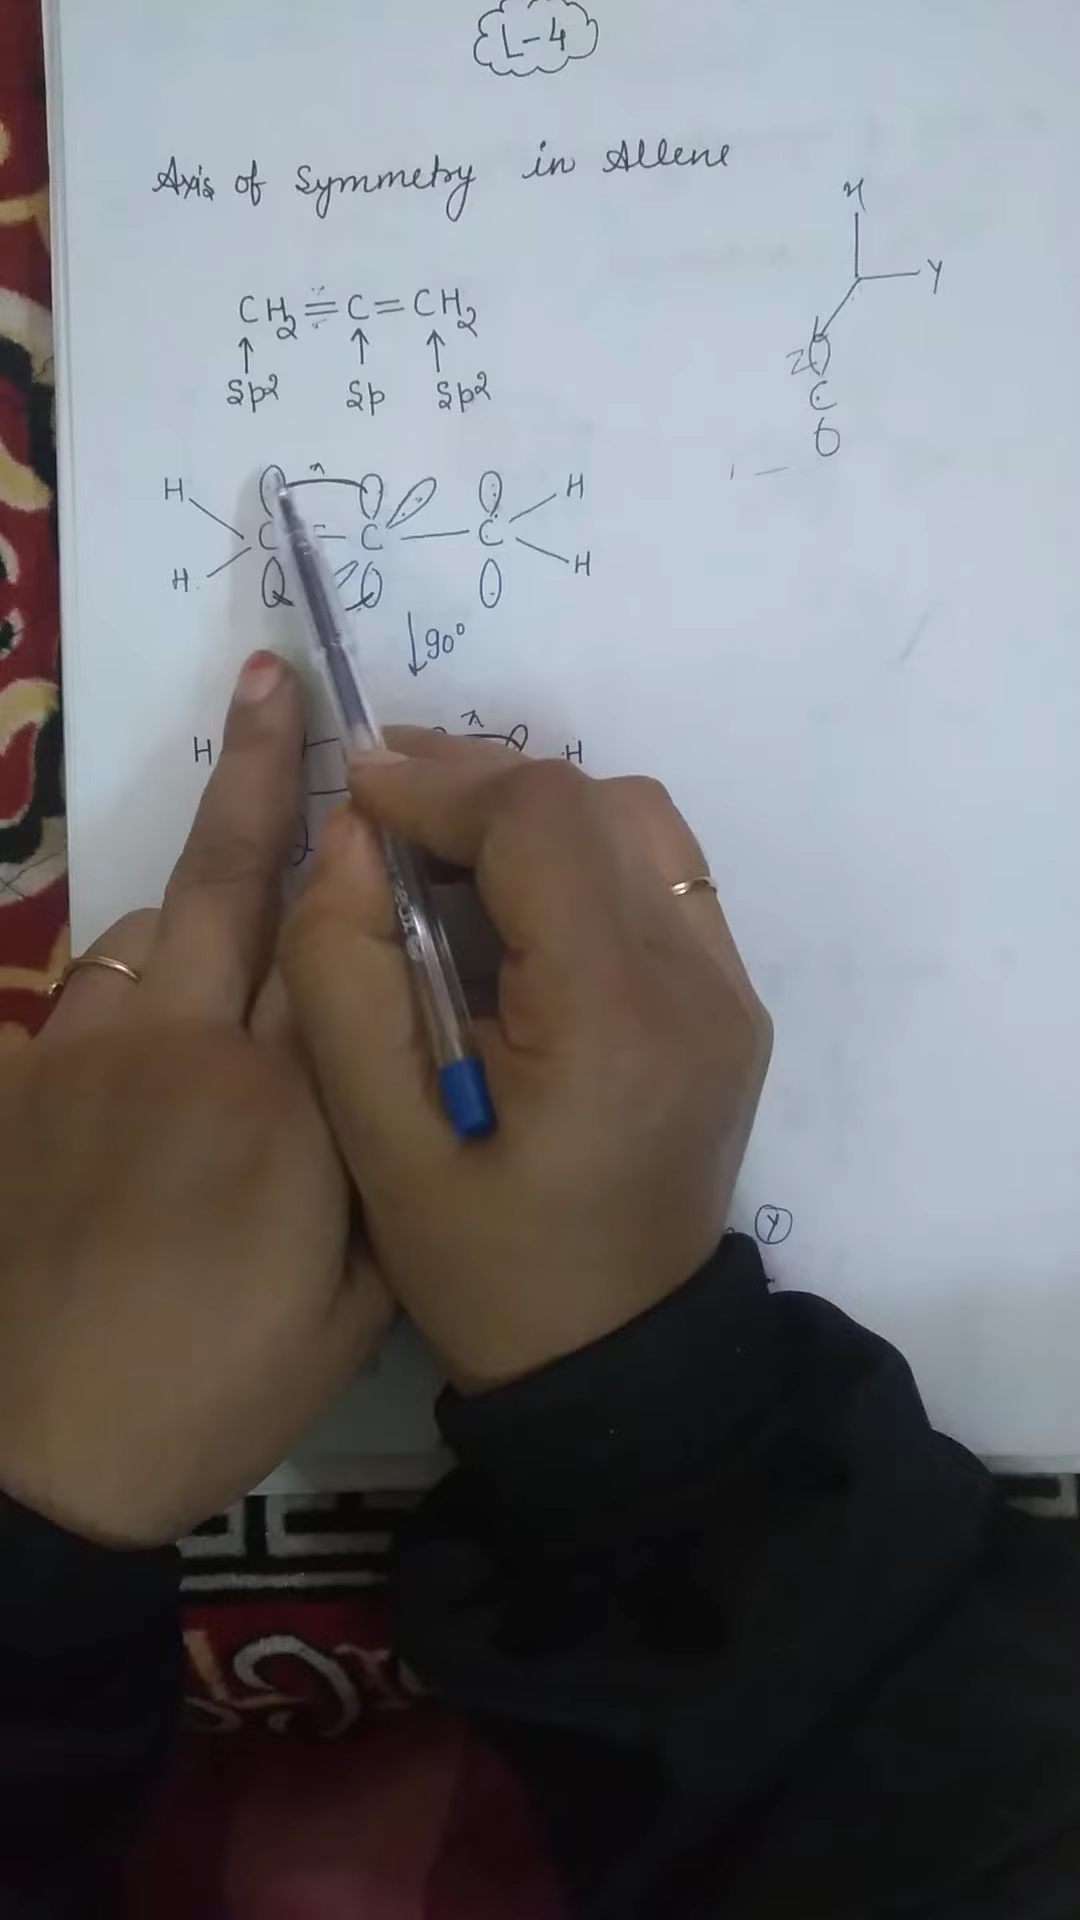 L-4
Axis of Symmetry in Allene
CH2=C=CH2
↑ ↑ ↑
Sp2 Sp Sp2
X
Y
Z
C
π
H H
C - C - C
H H
↓90°
π
H H
Y